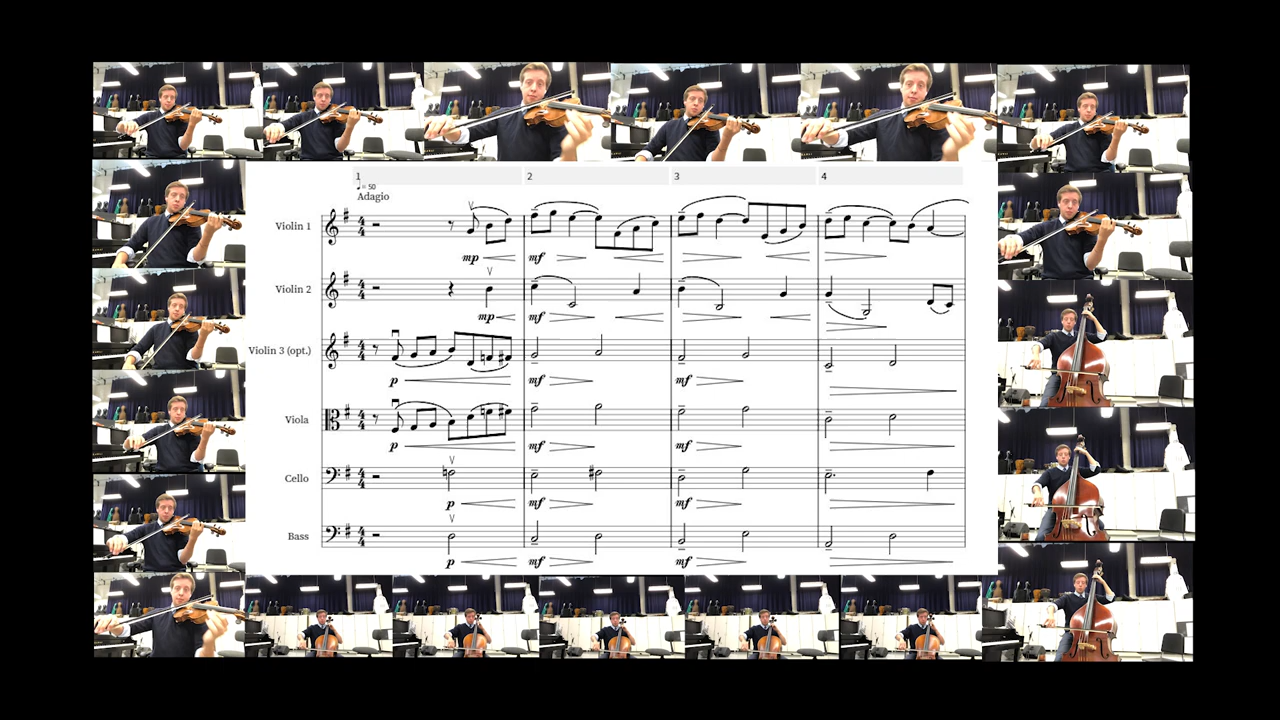 1 2 3 4
♩ = 50
Adagio
Violin 1
mp mf
Violin 2
mp mf
Violin 3 (opt.)
p mf mf
Viola
p mf mf
Cello
p mf mf
Bass
p mf mf